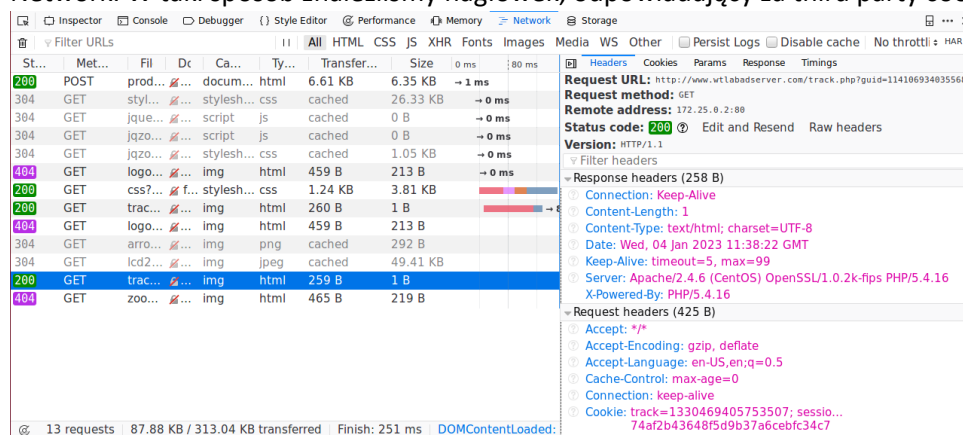 Network. W taki sposób znaleźliśmy nagłówek, odpowiadający za third party
Inspector Console Debugger {} Style Editor Performance Memory Network Storage
Filter URLs All HTML CSS JS XHR Fonts Images Media WS Other Persist Logs Disable cache No throttli HAR
St... Met... Fil Dc Ca... Ty... Transfer... Size 0 ms 80 ms
200 POST prod... docum... html 6.61 KB 6.35 KB → 1 ms
304 GET styl... stylesh... css cached 26.33 KB → 0 ms
304 GET jque... script js cached 0 B → 0 ms
304 GET jqzo... script js cached 0 B → 0 ms
304 GET jqzo... stylesh... css cached 1.05 KB → 0 ms
404 GET logo... img html 459 B 213 B → 0 ms
200 GET css?... f... stylesh... css 1.24 KB 3.81 KB
200 GET trac... img html 260 B 1 B → 8
404 GET logo... img html 459 B 213 B
304 GET arro... img png cached 292 B
304 GET lcd2... img jpeg cached 49.41 KB
200 GET trac... img html 259 B 1 B
404 GET zoo... img html 465 B 219 B
13 requests 87.88 KB / 313.04 KB transferred Finish: 251 ms DOMContentLoaded:
Headers Cookies Params Response Timings
Request URL: http://www.wtlabadserver.com/track.php?guid=11410693403556
Request method: GET
Remote address: 172.25.0.2:80
Status code: 200 Edit and Resend Raw headers
Version: HTTP/1.1
Filter headers
Response headers (258 B)
Connection: Keep-Alive
Content-Length: 1
Content-Type: text/html; charset=UTF-8
Date: Wed, 04 Jan 2023 11:38:22 GMT
Keep-Alive: timeout=5, max=99
Server: Apache/2.4.6 (CentOS) OpenSSL/1.0.2k-fips PHP/5.4.16
X-Powered-By: PHP/5.4.16
Request headers (425 B)
Accept: */*
Accept-Encoding: gzip, deflate
Accept-Language: en-US,en;q=0.5
Cache-Control: max-age=0
Connection: keep-alive
Cookie: track=1330469405753507; sessio...
74af2b43648f5d9b37a6cebfc34c7